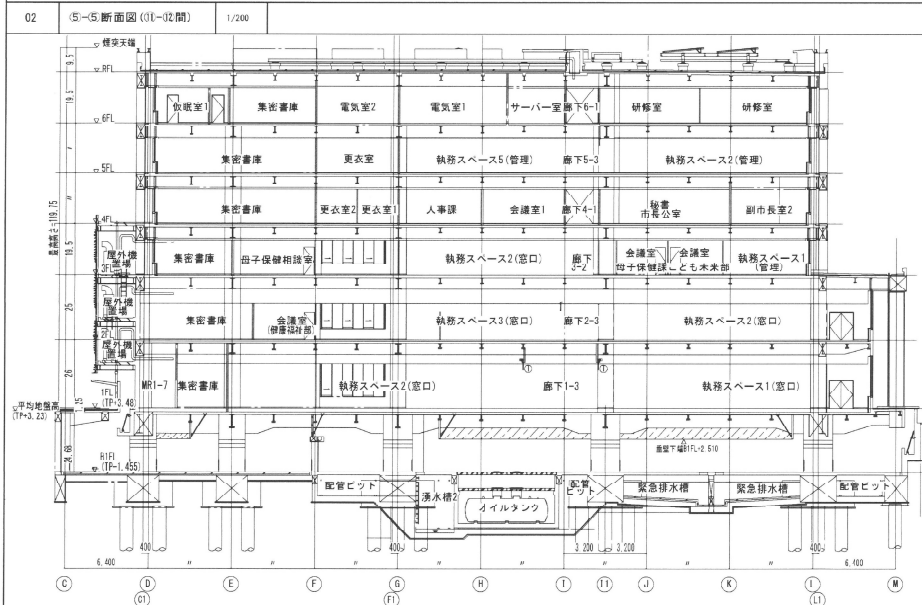 02 ⑤-⑤断面図(⑪-⑫間) 1/200
煙突天端
9.5
RFL
仮眠室1 集密書庫 電気室2 電気室1 サーバー室 廊下6-1 研修室 研修室
19.5
6FL
集密書庫 更衣室 執務スペース5(管理) 廊下5-3 執務スペース2(管理)
〃
5FL
集密書庫 更衣室2 更衣室1 人事課 会議室1 廊下4-1 秘書 市長公室 副市長室2
〃
最高高さ=119.75
4FL
屋外機置場 集密書庫 母子保健相談室 執務スペース2(窓口) 廊下3-2 会議室 会議室 執務スペース1(管理)
母子保健課こども未来部
19.5
3FL
屋外機置場 集密書庫 会議室(健康福祉部) 執務スペース3(窓口) 廊下2-3 執務スペース2(窓口)
25
2FL
屋外機置場 MR1-7 集密書庫 執務スペース2(窓口) 廊下1-3 執務スペース1(窓口)
26
1FL
(TP+3.48)
平均地盤高
(TP+3.23)
1.25
24.68
(TP-1.455)
配管ピット 湧水槽2 オイルタンク 配管ピット 緊急排水槽 緊急排水槽 配管ピット
400 400 3,200 3,200 400
6,400 〃 〃 〃 〃 〃 〃 〃 〃 6,400
C D E F G H I I1 J K L M
G1 F1 L1